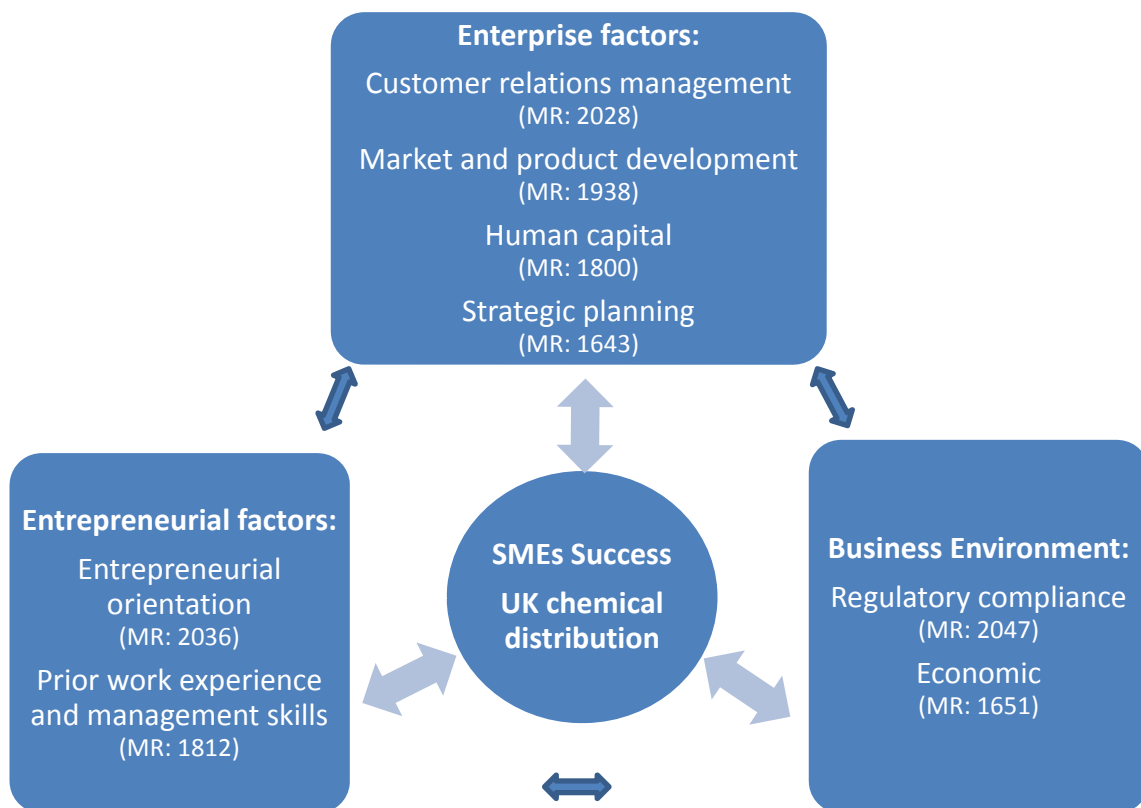 Enterprise factors:
Customer relations management
(MR: 2028)
Market and product development
(MR: 1938)
Human capital
(MR: 1800)
Strategic planning
(MR: 1643)
Entrepreneurial factors:
Entrepreneurial
orientation
(MR: 2036)
Prior work experience
and management skills
(MR: 1812)
SMEs Success
UK chemical
distribution
Business Environment:
Regulatory compliance
(MR: 2047)
Economic
(MR: 1651)